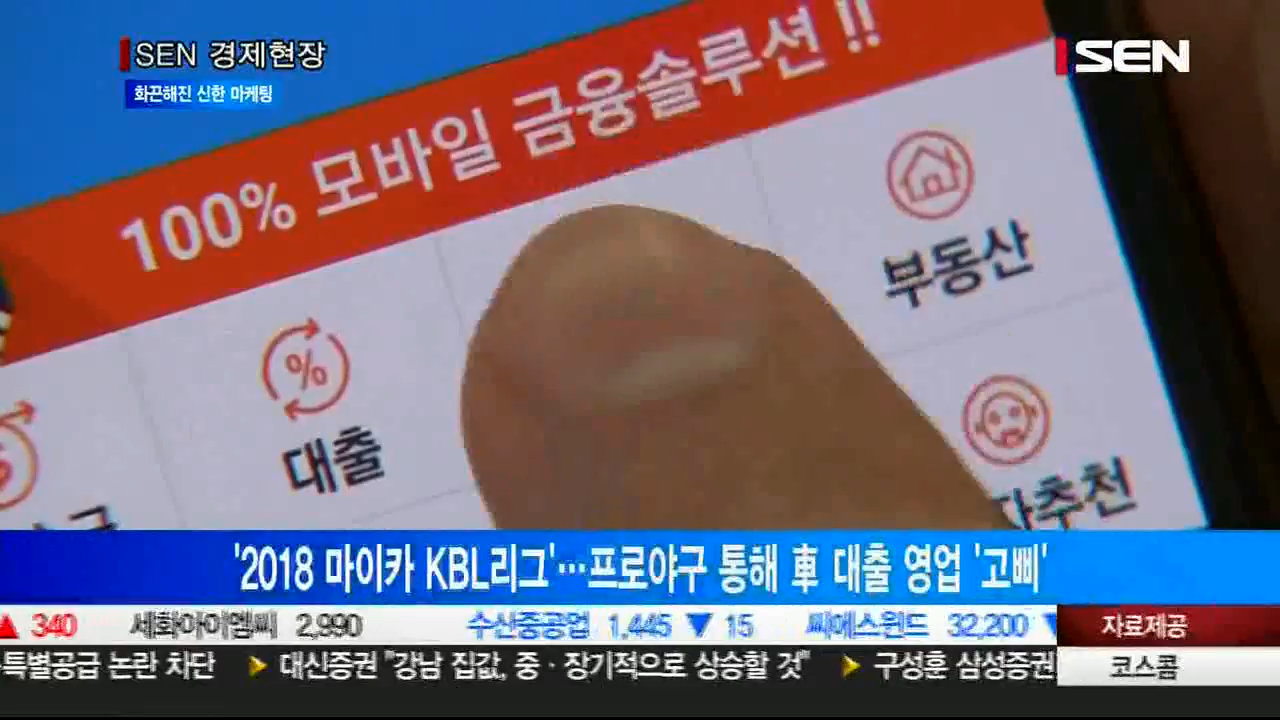 SEN 경제현장
SEN
화끈해진 신한 마케팅
100% 모바일 금융솔루션 !!
부동산
대출
추천
'2018 마이카 KBL리그'…프로야구 통해 車 대출 영업 '고삐'
▲ 340 세화아이엠씨 2,990 수산중공업 1,445 ▼ 15 씨에스윈드 32,200 ▼
자료제공
특별공급 논란 차단 ▶ 대신증권 "강남 집값, 중·장기적으로 상승할 것" ▶ 구성훈 삼성증권
코스콤